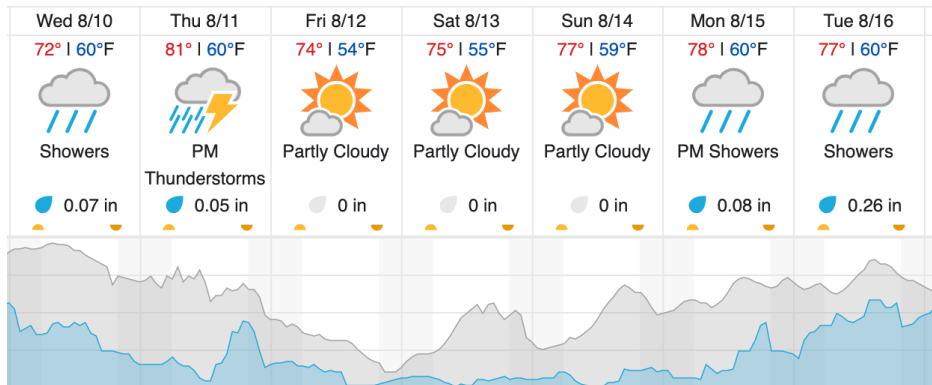 Wed 8/10
Thu 8/11
Fri 8/12
Sat 8/13
Sun 8/14
Mon 8/15
Tue 8/16
72° | 60°F
81° | 60°F
74° | 54°F
75° | 55°F
77° | 59°F
78° | 60°F
77° | 60°F
Showers
PM
Thunderstorms
Partly Cloudy
Partly Cloudy
Partly Cloudy
PM Showers
Showers
0.07 in
0.05 in
0 in
0 in
0 in
0.08 in
0.26 in